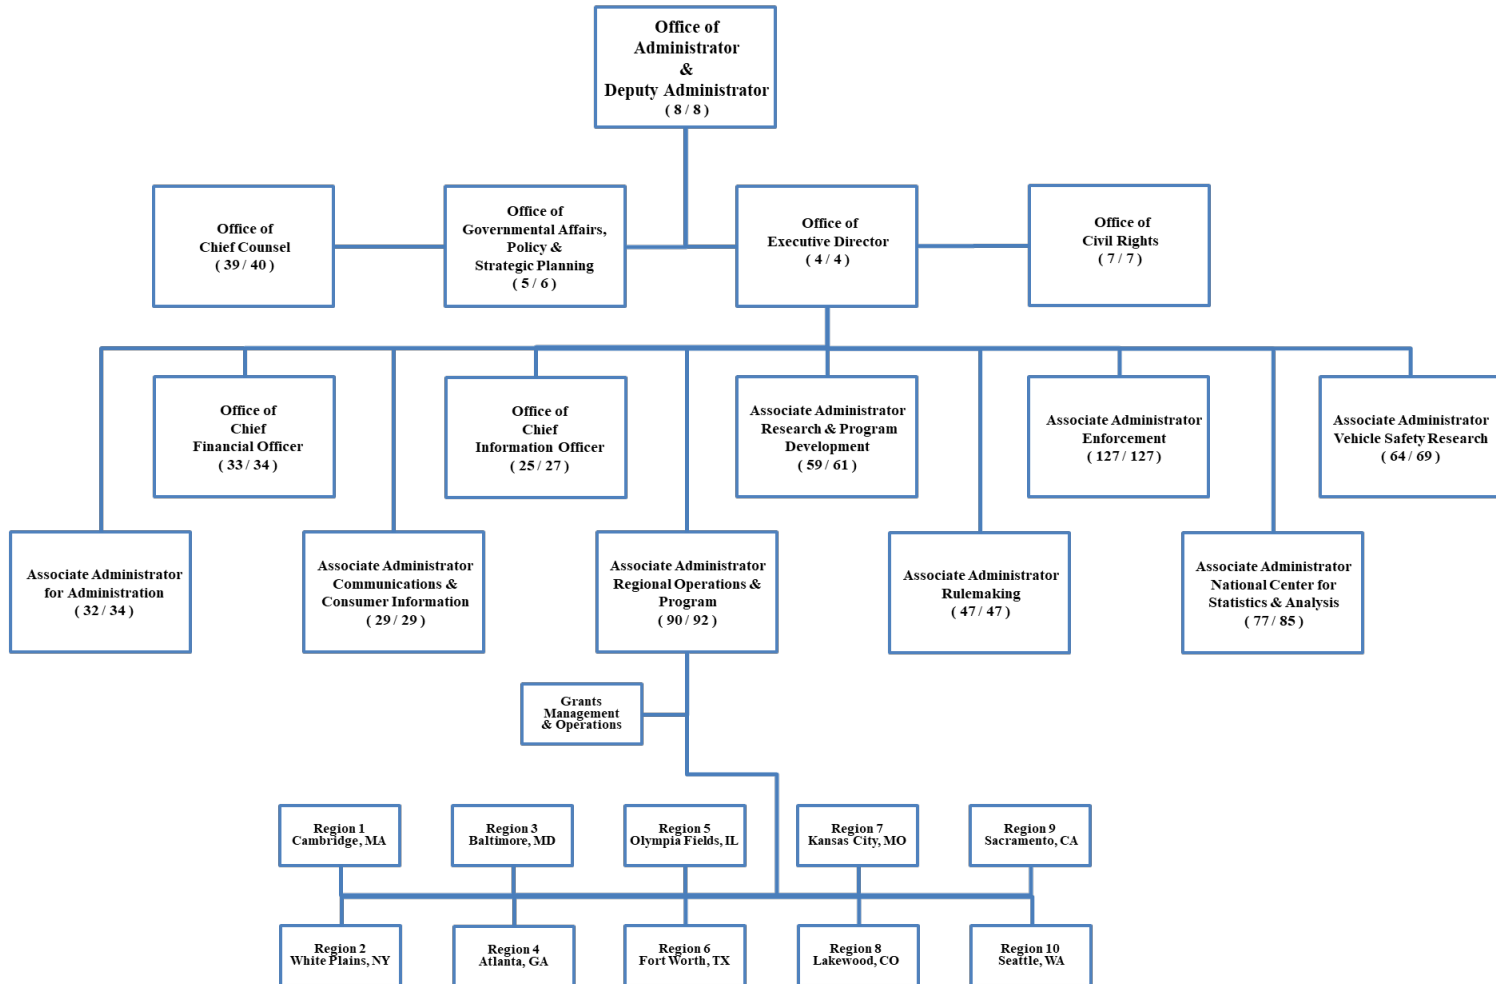 Office of
Administrator
&
Deputy Administrator
( 8 / 8 )
Office of
Chief Counsel
( 39 / 40 )
Office of
Governmental Affairs,
Policy &
Strategic Planning
( 5 / 6 )
Office of
Executive Director
( 4 / 4 )
Office of
Civil Rights
( 7 / 7 )
Office of
Chief
Financial Officer
( 33 / 34 )
Office of
Chief
Information Officer
( 25 / 27 )
Associate Administrator
Research & Program
Development
( 59 / 61 )
Associate Administrator
Enforcement
( 127 / 127 )
Associate Administrator
Vehicle Safety Research
( 64 / 69 )
Associate Administrator
for Administration
( 32 / 34 )
Associate Administrator
Communications &
Consumer Information
( 29 / 29 )
Associate Administrator
Regional Operations &
Program
( 90 / 92 )
Associate Administrator
Rulemaking
( 47 / 47 )
Associate Administrator
National Center for
Statistics & Analysis
( 77 / 85 )
Grants
Management
& Operations
Region 1
Cambridge, MA
Region 3
Baltimore, MD
Region 5
Olympia Fields, IL
Region 7
Kansas City, MO
Region 9
Sacramento, CA
Region 2
White Plains, NY
Region 4
Atlanta, GA
Region 6
Fort Worth, TX
Region 8
Lakewood, CO
Region 10
Seattle, WA